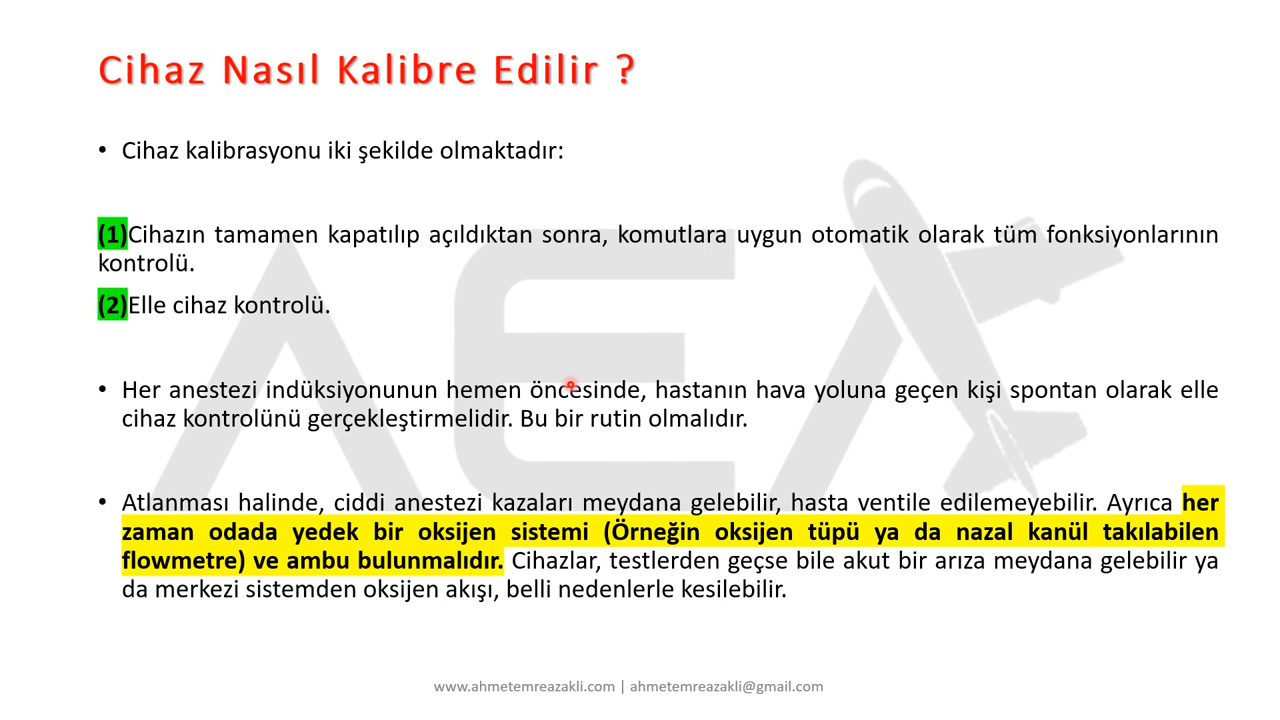 Cihaz Nasıl Kalibre Edilir ?
• Cihaz kalibrasyonu iki şekilde olmaktadır:
(1)Cihazın tamamen kapatılıp açıldıktan sonra, komutlara uygun otomatik olarak tüm fonksiyonlarının
kontrolü.
(2)Elle cihaz kontrolü.
• Her anestezi indüksiyonunun hemen öncesinde, hastanın hava yoluna geçen kişi spontan olarak elle
cihaz kontrolünü gerçekleştirmelidir. Bu bir rutin olmalıdır.
• Atlanması halinde, ciddi anestezi kazaları meydana gelebilir, hasta ventile edilemeyebilir. Ayrıca her
zaman odada yedek bir oksijen sistemi (Örneğin oksijen tüpü ya da nazal kanül takılabilen
flowmetre) ve ambu bulunmalıdır. Cihazlar, testlerden geçse bile akut bir arıza meydana gelebilir ya
da merkezi sistemden oksijen akışı, belli nedenlerle kesilebilir.
AEA
www.ahmetemreazakli.com | ahmetemreazakli@gmail.com